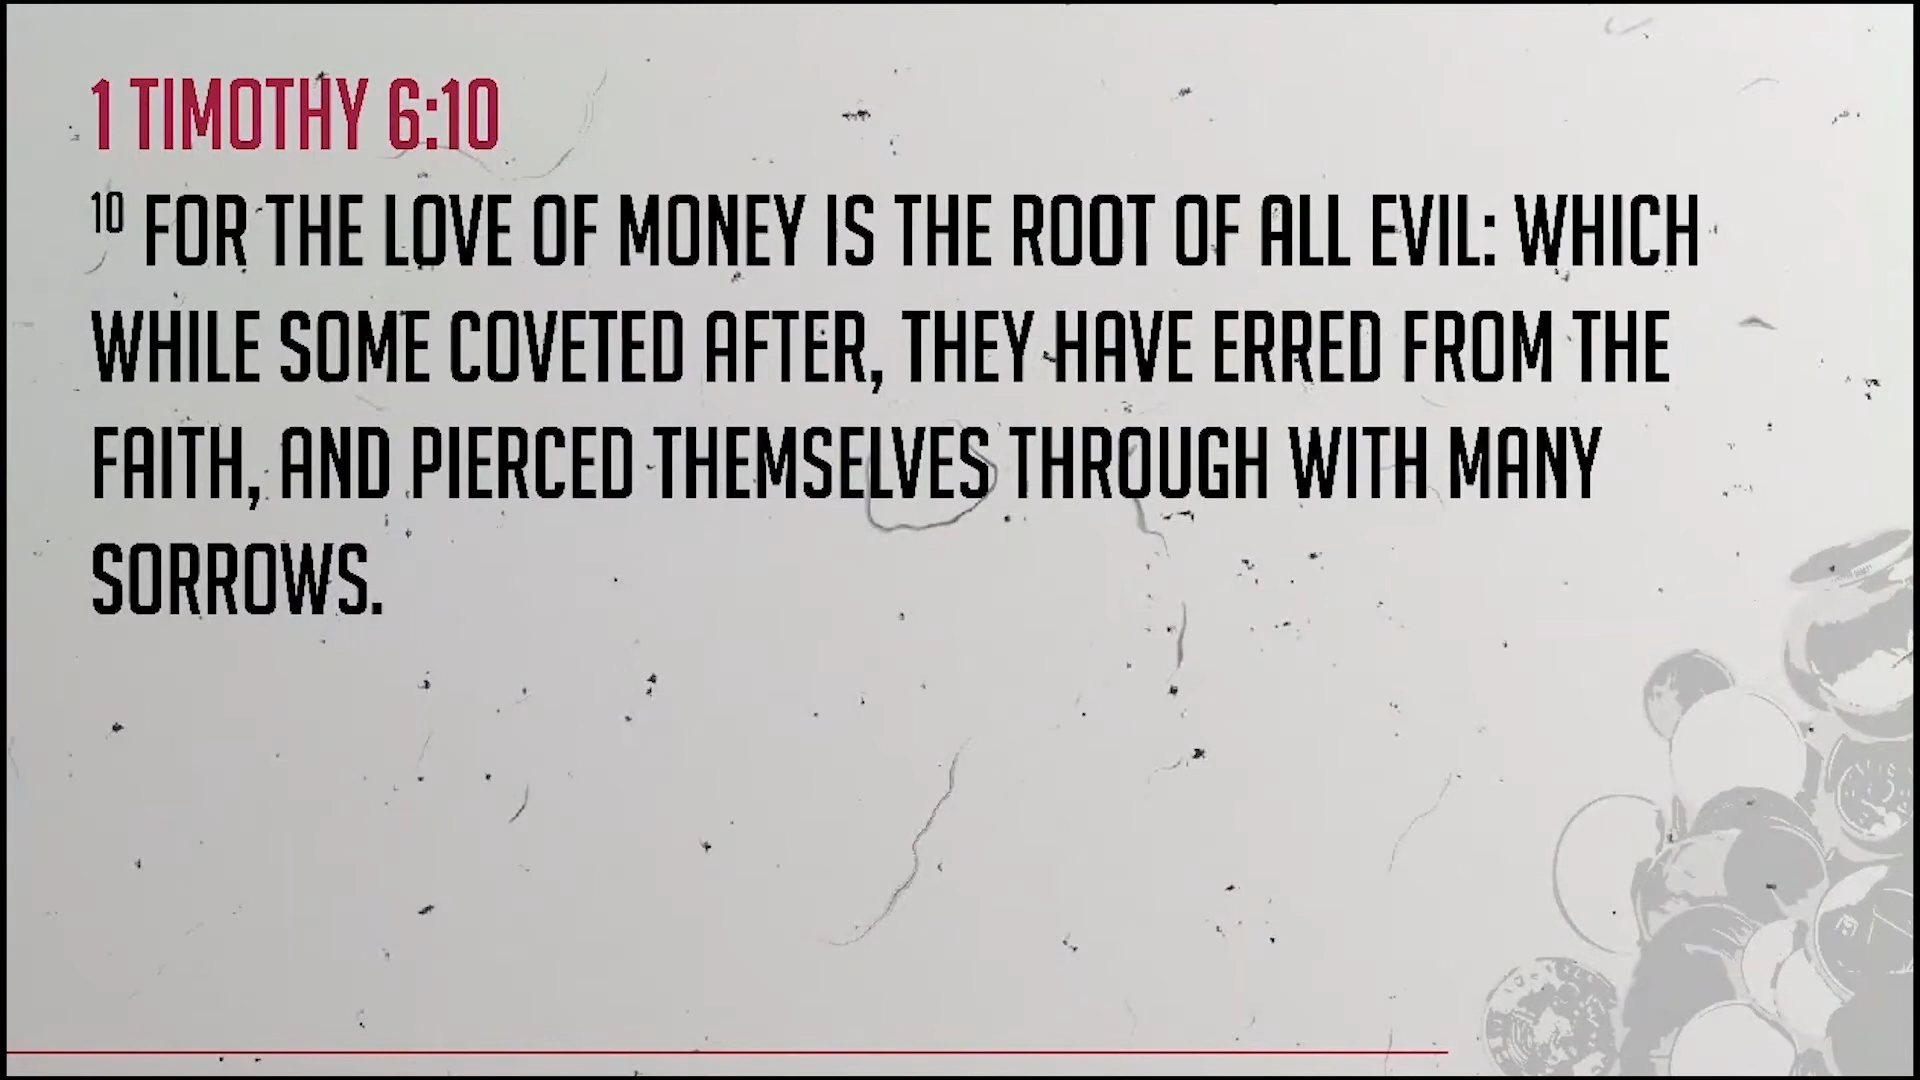 1 TIMOTHY 6:10
10 FOR THE LOVE OF MONEY IS THE ROOT OF ALL EVIL: WHICH
WHILE SOME COVETED AFTER, THEY HAVE ERRED FROM THE
FAITH, AND PIERCED THEMSELVES THROUGH WITH MANY
SORROWS.